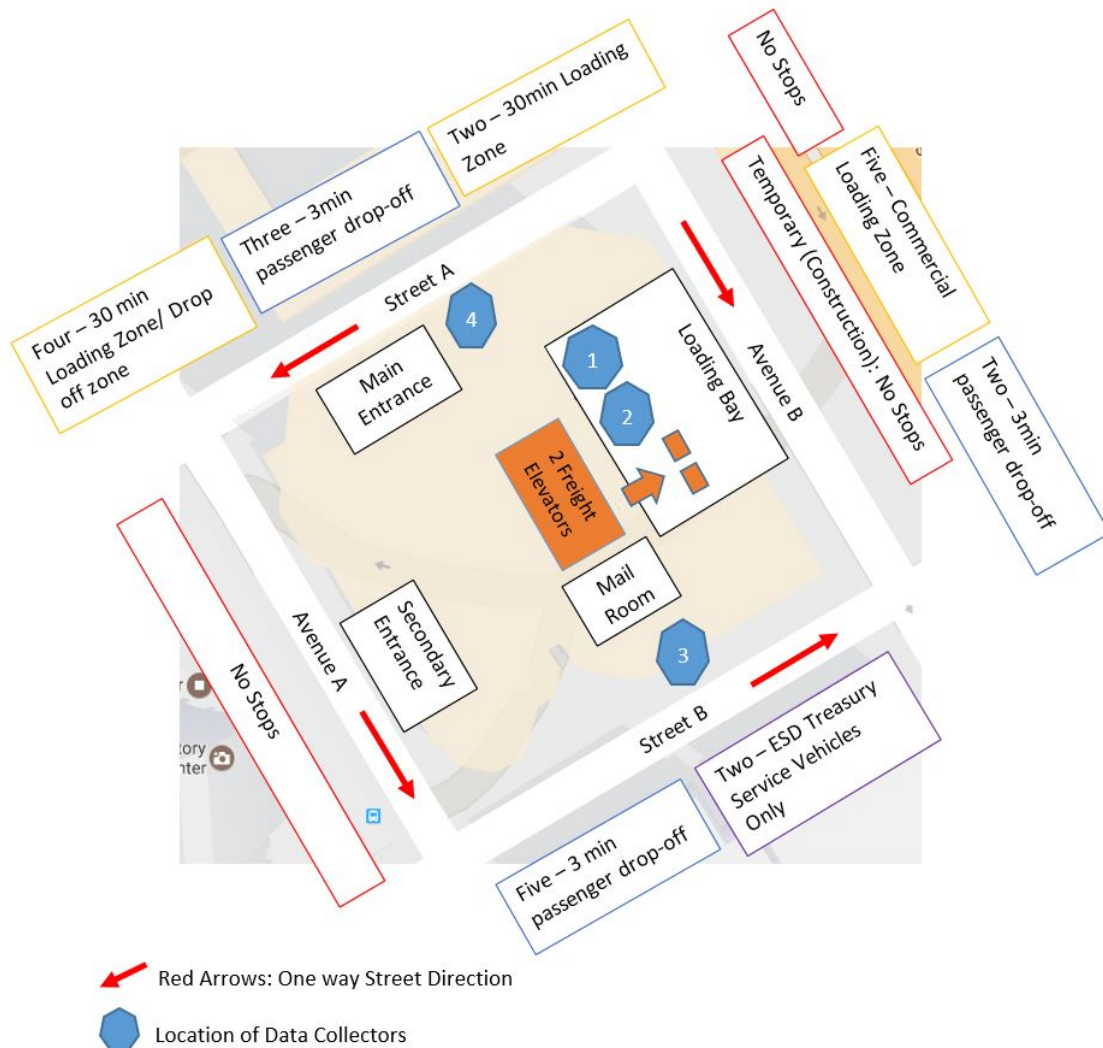 No Stops
Two – 30min Loading
Zone
Three – 3min
passenger drop-off
Four – 30 min
Loading Zone/ Drop
off zone
Five – Commercial
Loading Zone
Temporary (Construction): No Stops
Two – 3min
passenger drop-off
Street A
4
Main
Entrance
1
2
Loading Bay
Avenue B
2 Freight
Elevators
Mail
Room
3
Secondary
Entrance
Avenue A
No Stops
Street B
Two – ESD Treasury
Service Vehicles
Only
Five – 3 min
passenger drop-off
Red Arrows: One way Street Direction
Location of Data Collectors